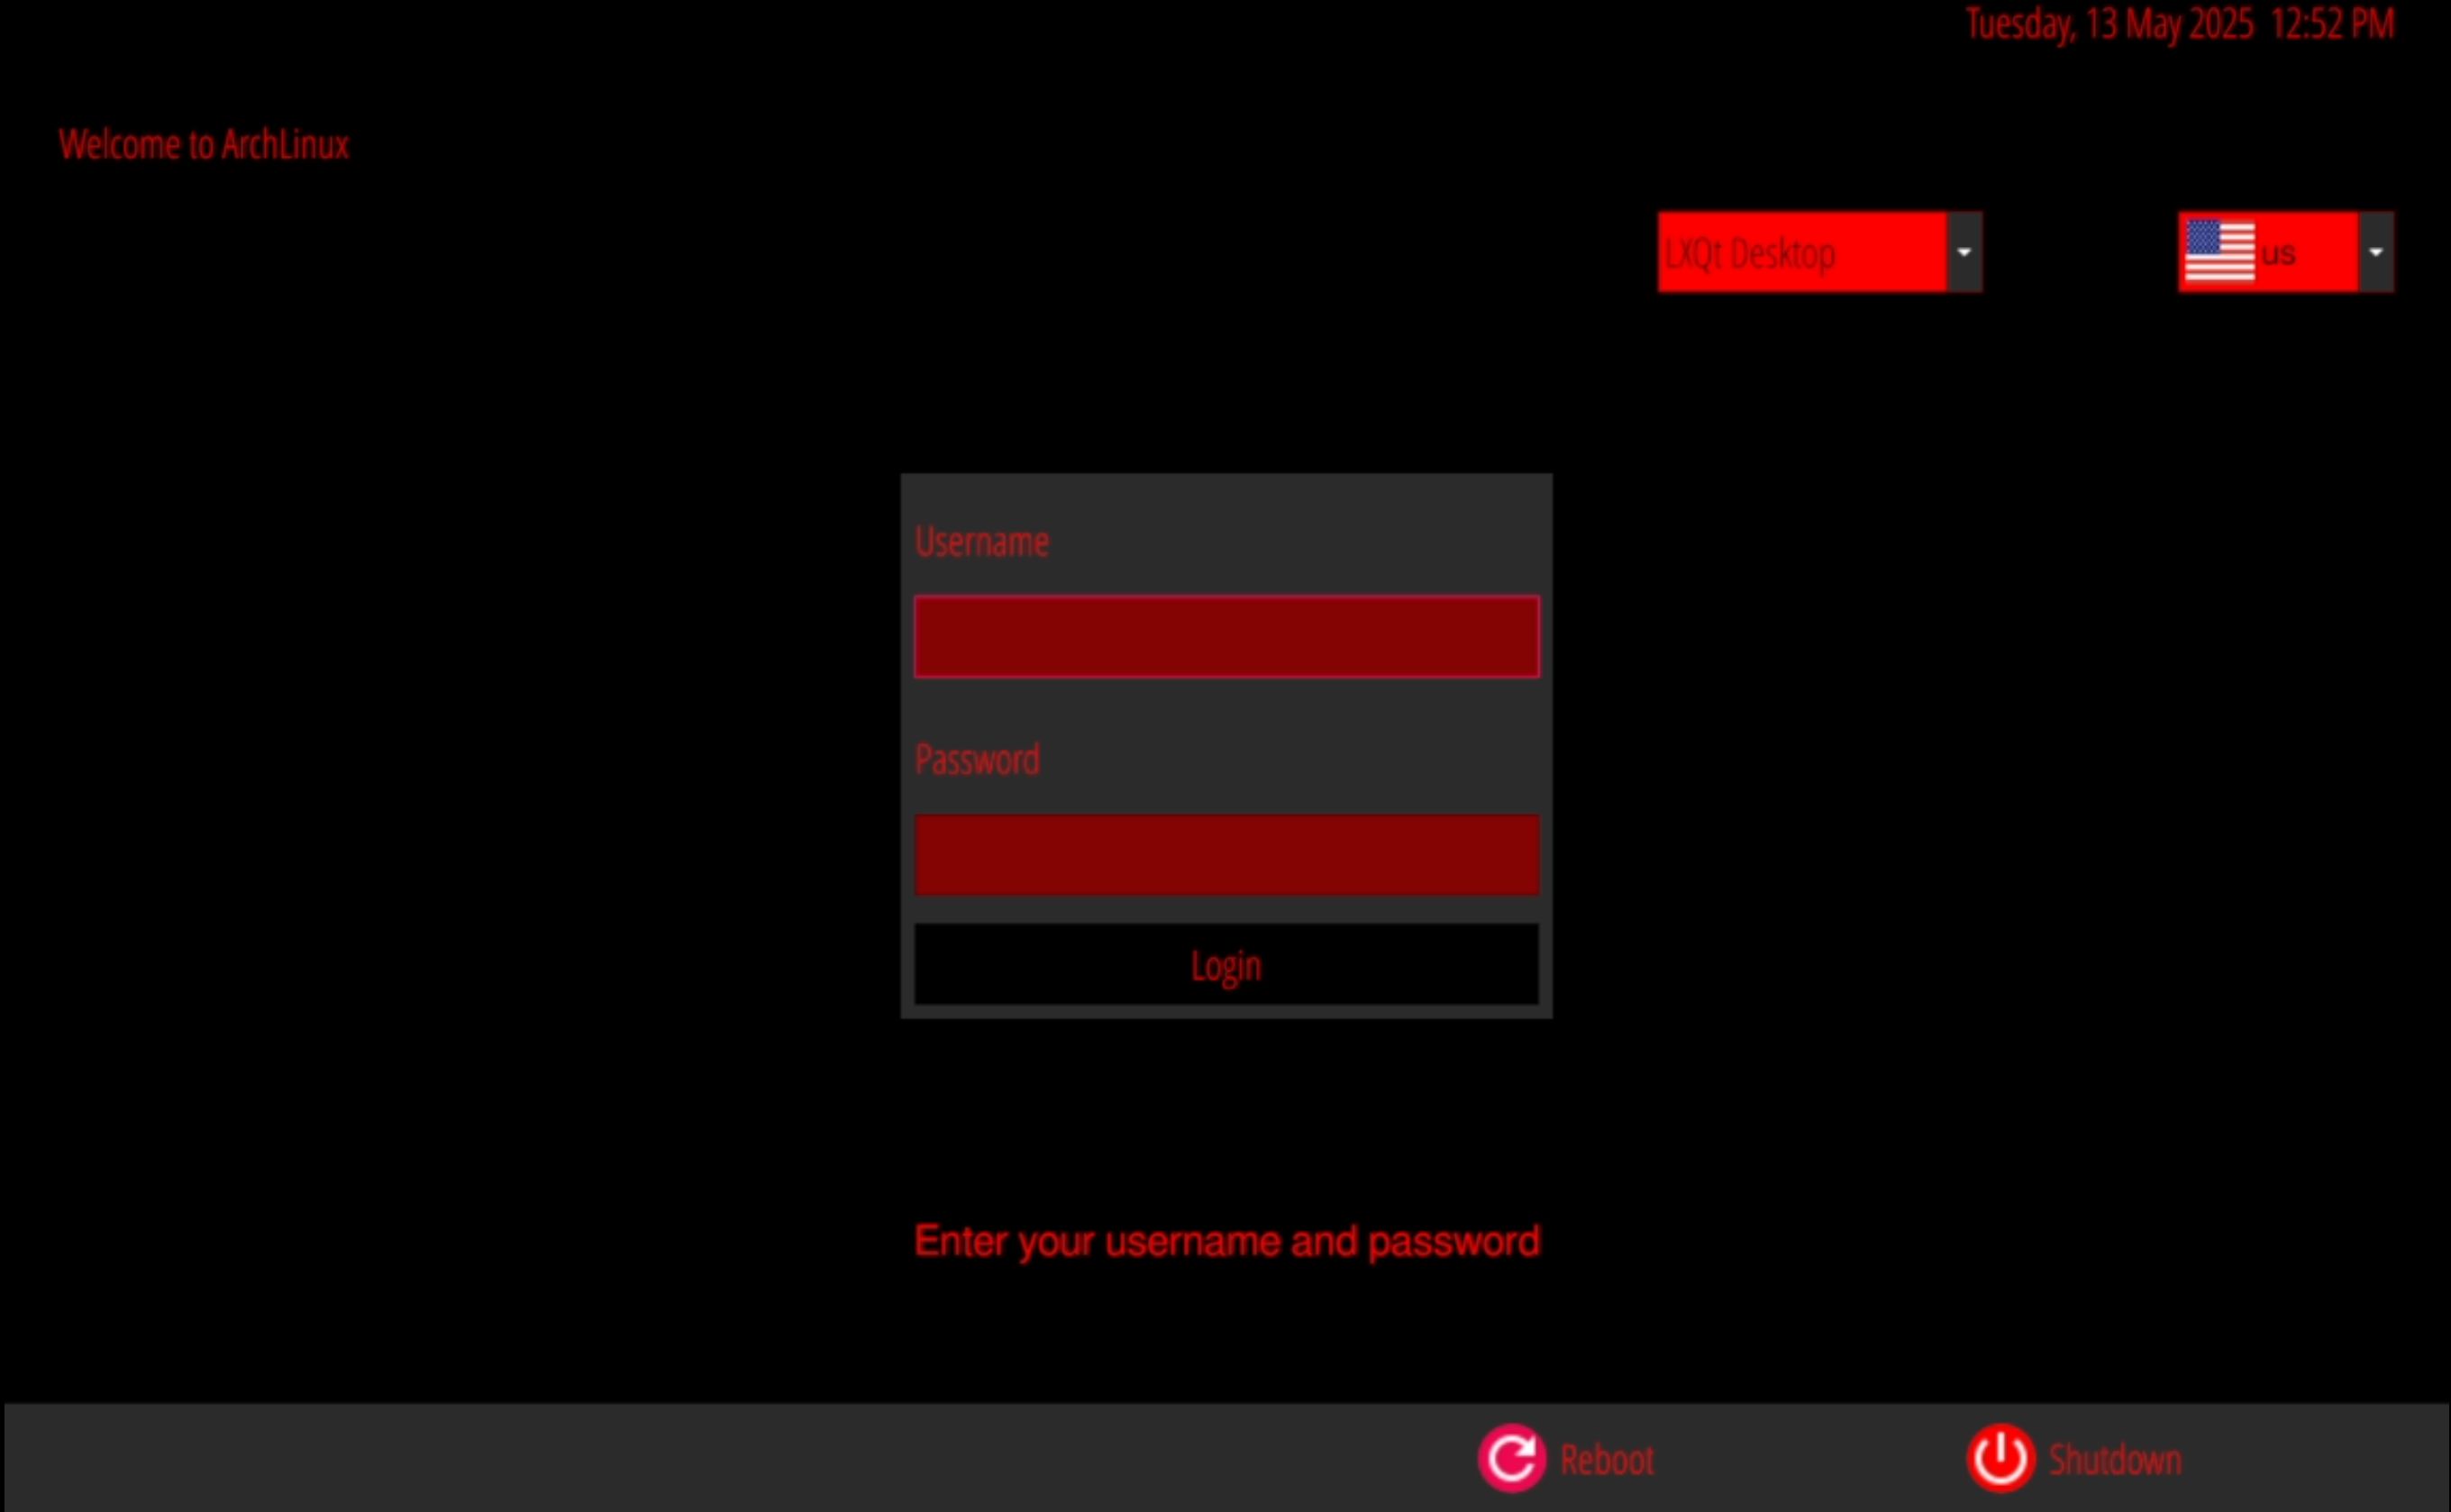 Tuesday, 13 May 2025  12:52 PM
Welcome to ArchLinux
LXQt Desktop
us
Username
Password
Login
Enter your username and password
Reboot
Shutdown